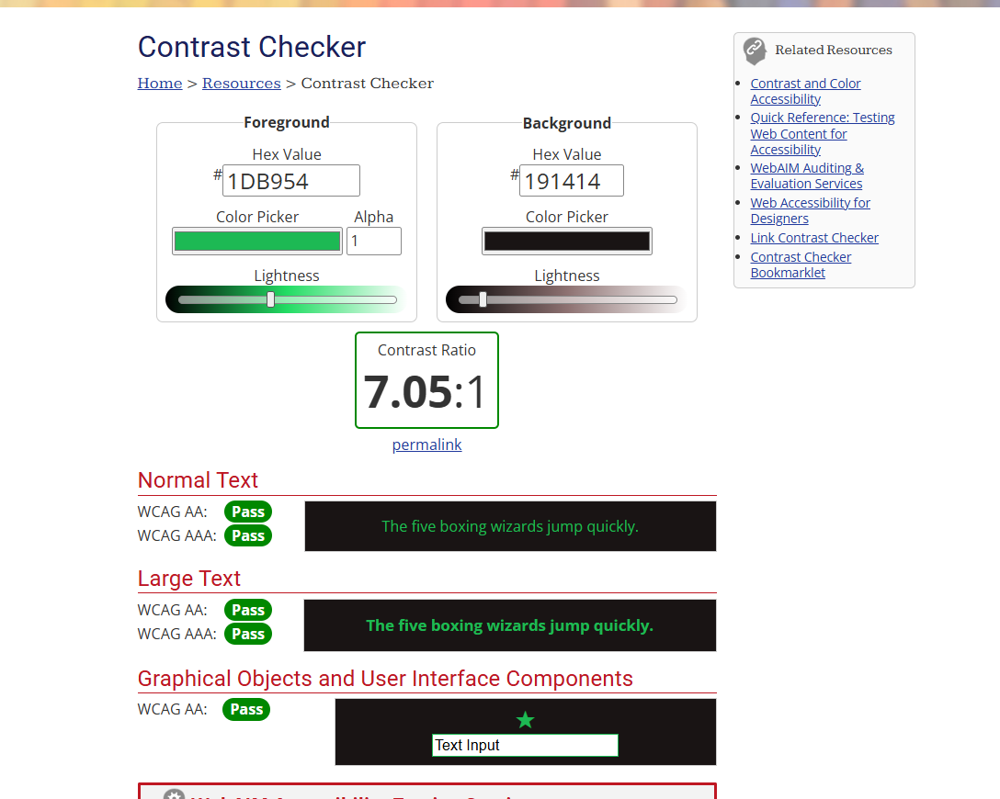 Contrast Checker
Home > Resources > Contrast Checker
Foreground
Hex Value
#1DB954
Color Picker
Alpha
1
Lightness
Background
Hex Value
#191414
Color Picker
Lightness
Contrast Ratio
7.05:1
permalink
Normal Text
WCAG AA: Pass
WCAG AAA: Pass
The five boxing wizards jump quickly.
Large Text
WCAG AA: Pass
WCAG AAA: Pass
The five boxing wizards jump quickly.
Graphical Objects and User Interface Components
WCAG AA: Pass
Text Input
Related Resources
Contrast and Color
Accessibility
Quick Reference: Testing
Web Content for
Accessibility
WebAIM Auditing &
Evaluation Services
Web Accessibility for
Designers
Link Contrast Checker
Contrast Checker
Bookmarklet